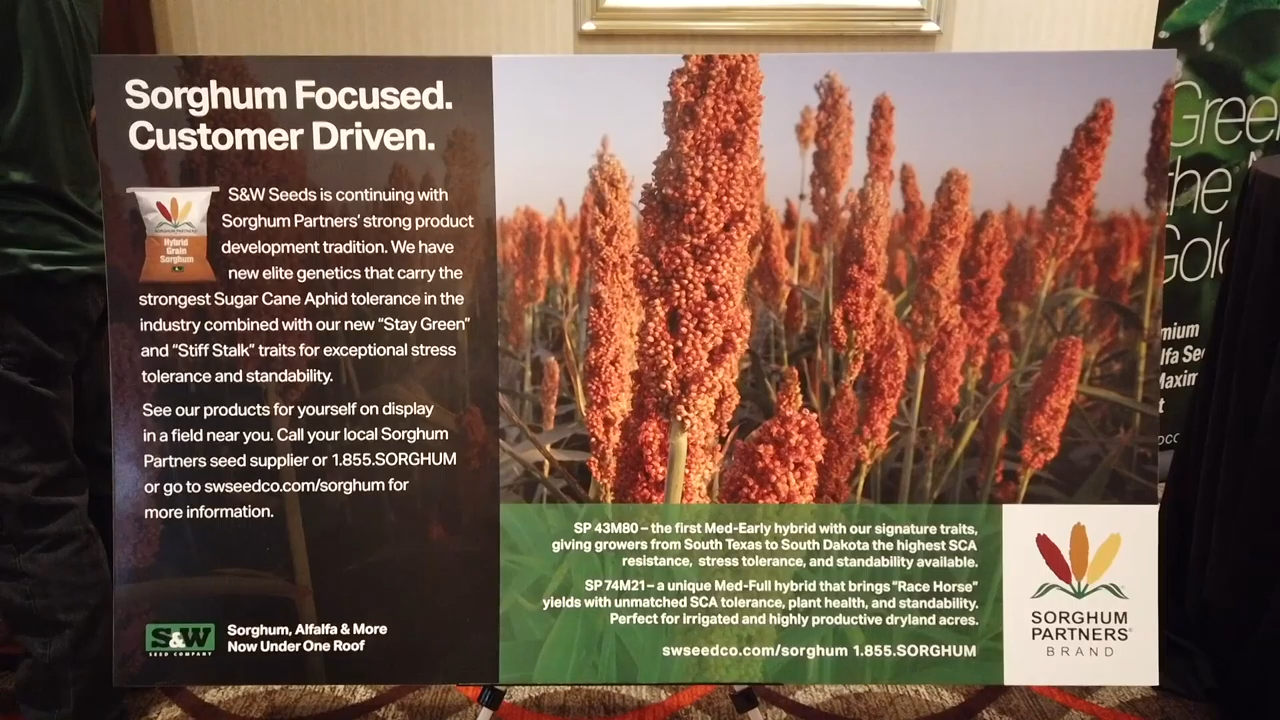 Sorghum Focused.
Customer Driven.
S&W Seeds is continuing with
Sorghum Partners' strong product
development tradition. We have
new elite genetics that carry the
strongest Sugar Cane Aphid tolerance in the
industry combined with our new “Stay Green”
and “Stiff Stalk” traits for exceptional stress
tolerance and standability.
SORGHUM PARTNERS
Hybrid
Grain
Sorghum
See our products for yourself on display
in a field near you. Call your local Sorghum
Partners seed supplier or 1.855.SORGHUM
or go to swseedco.com/sorghum for
more information.
S&W
SEED COMPANY
Sorghum, Alfalfa & More
Now Under One Roof
SP 43M80 – the first Med-Early hybrid with our signature traits,
giving growers from South Texas to South Dakota the highest SCA
resistance, stress tolerance, and standability available.
SP 74M21 – a unique Med-Full hybrid that brings “Race Horse”
yields with unmatched SCA tolerance, plant health, and standability.
Perfect for irrigated and highly productive dryland acres.
swseedco.com/sorghum 1.855.SORGHUM
SORGHUM
PARTNERS®
BRAND
Gree
the
Gol